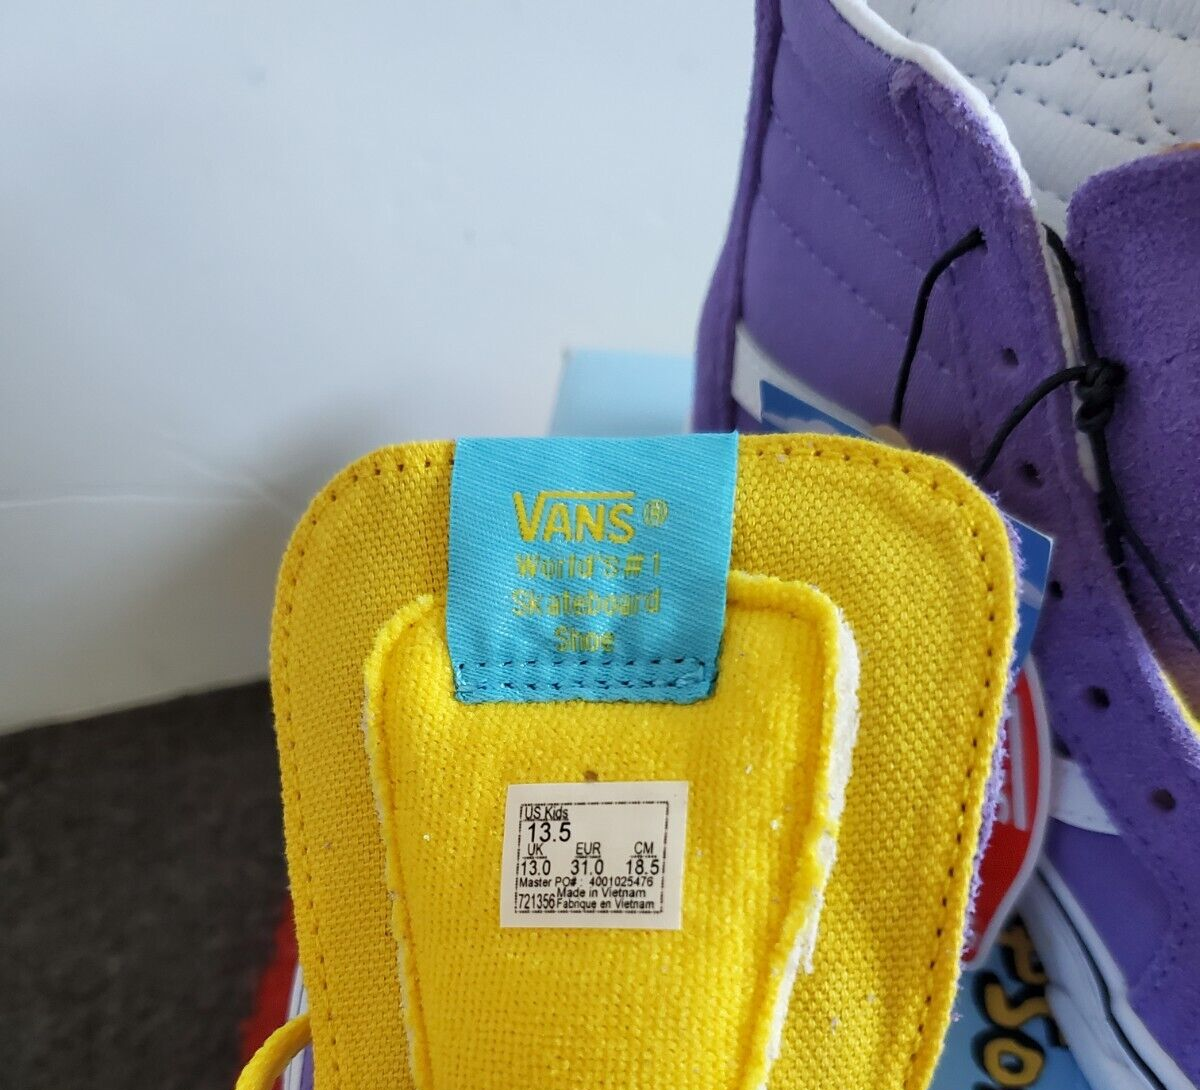 VANS®
World'S #1
Skateboard
Shoe
US Kids
13.5
UK EUR CM
13.0 31.0 18.5
Master PO# : 4001025476
Made in Vietnam
721356 Fabrique en Vietnam